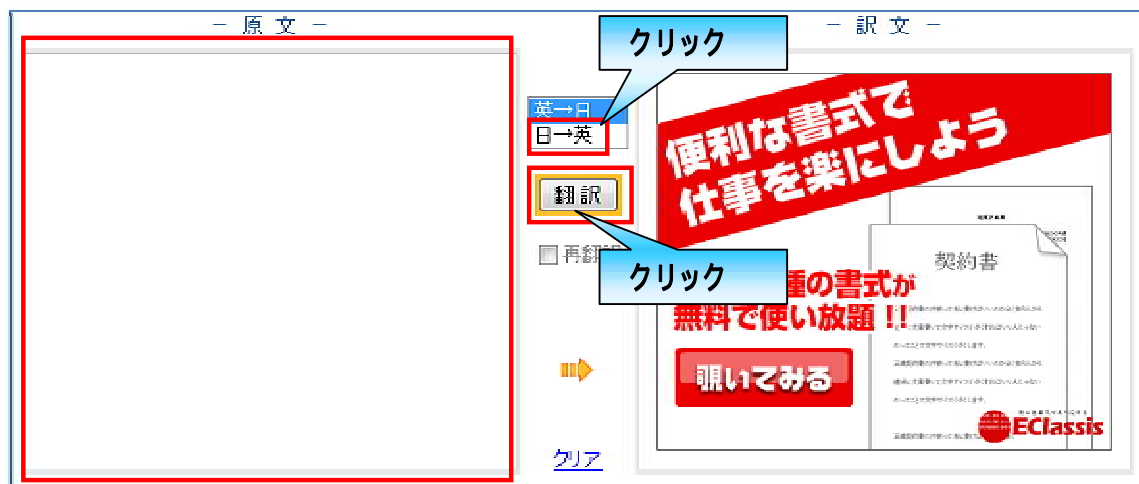 － 原 文 －
－ 訳 文 －
クリック
英→日
日→英
翻訳
再翻
クリック
クリア
便利な書式で
仕事を楽にしよう
種の書式が
無料で使い放題 !!
覗いてみる
契約書
EClassis